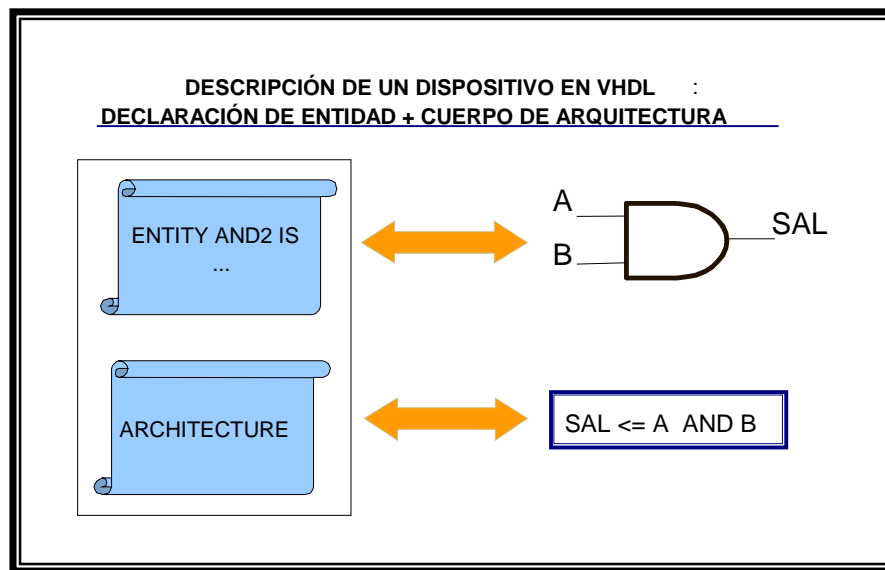 DESCRIPCIÓN DE UN DISPOSITIVO EN VHDL :
DECLARACIÓN DE ENTIDAD + CUERPO DE ARQUITECTURA
ENTITY AND2 IS
...
A
B
SAL
ARCHITECTURE
SAL <= A AND B